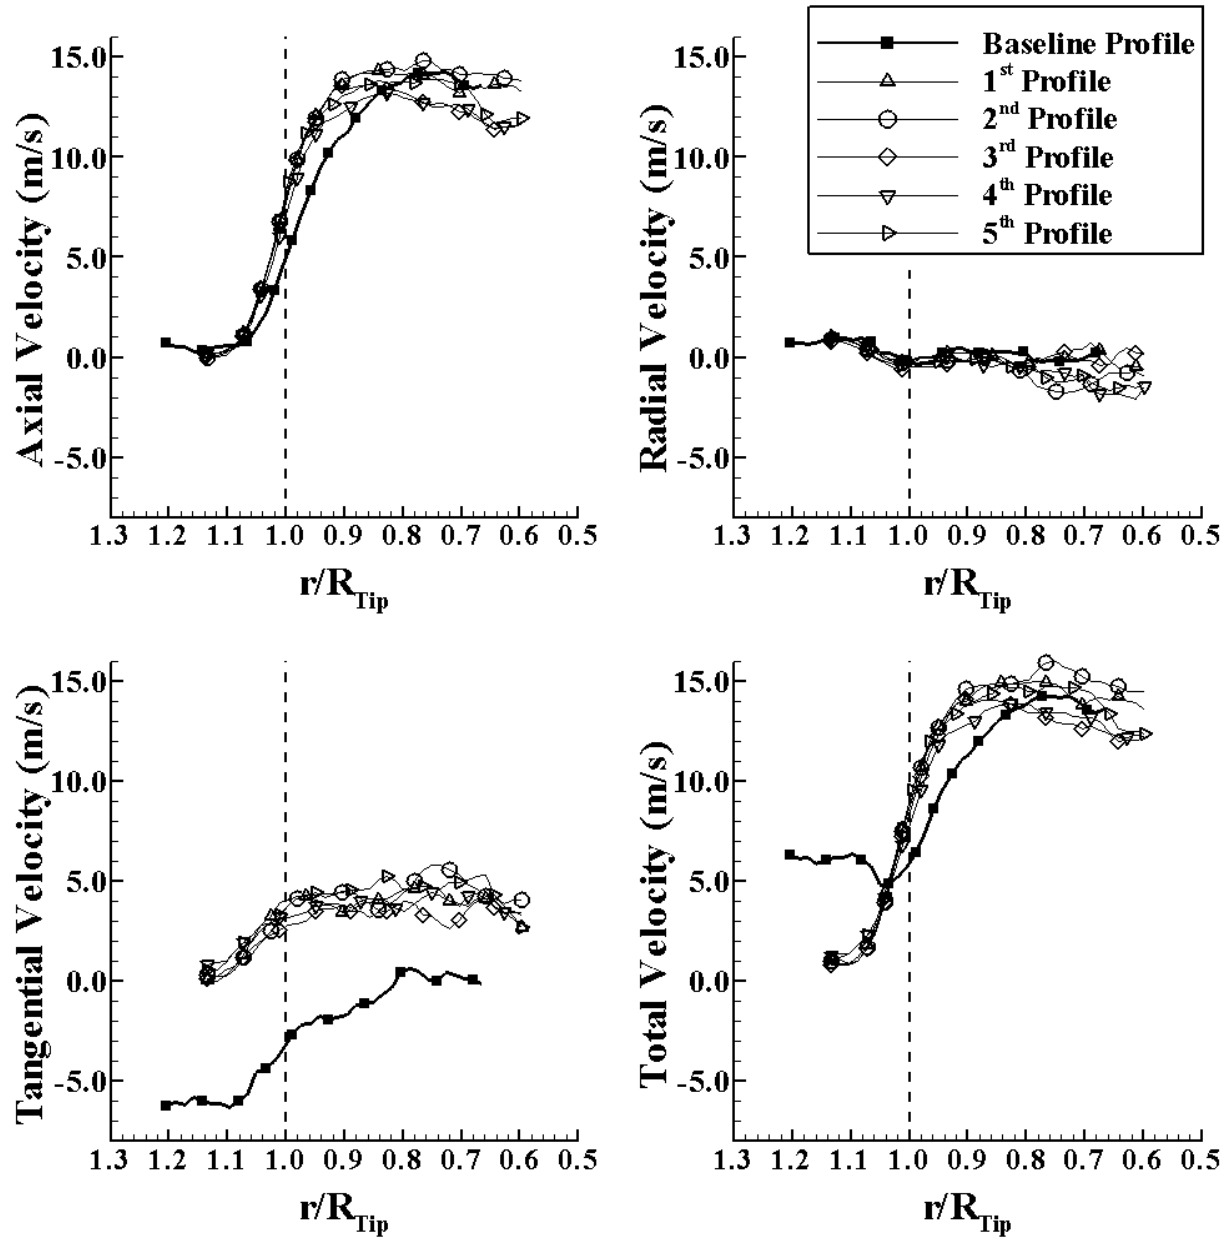 15.0
10.0
5.0
0.0
-5.0
Axial Velocity (m/s)
1.3 1.2 1.1 1.0 0.9 0.8 0.7 0.6 0.5
r/R_Tip
15.0
10.0
5.0
0.0
-5.0
Radial Velocity (m/s)
1.3 1.2 1.1 1.0 0.9 0.8 0.7 0.6 0.5
r/R_Tip
Baseline Profile
1st Profile
2nd Profile
3rd Profile
4th Profile
5th Profile
15.0
10.0
5.0
0.0
-5.0
Tangential Velocity (m/s)
1.3 1.2 1.1 1.0 0.9 0.8 0.7 0.6 0.5
r/R_Tip
15.0
10.0
5.0
0.0
-5.0
Total Velocity (m/s)
1.3 1.2 1.1 1.0 0.9 0.8 0.7 0.6 0.5
r/R_Tip